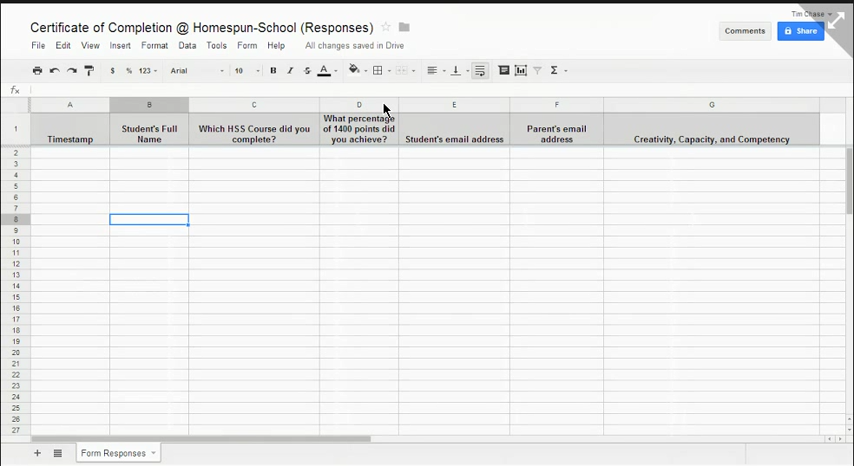 Tim Chase
Certificate of Completion @ Homespun-School (Responses)
Comments
Share
File Edit View Insert Format Data Tools Form Help All changes saved in Drive
$ % 123 Arial 10 B I S A Σ
fx
A B C D E F G
1 Timestamp
Student's Full
Name
Which HSS Course did you
complete?
What percentage
of 1400 points did
you achieve?
Student's email address
Parent's email
address
Creativity, Capacity, and Competency
2
3
4
5
6
7
8
9
10
11
12
13
14
15
16
17
18
19
20
21
22
23
24
25
26
27
+ Form Responses